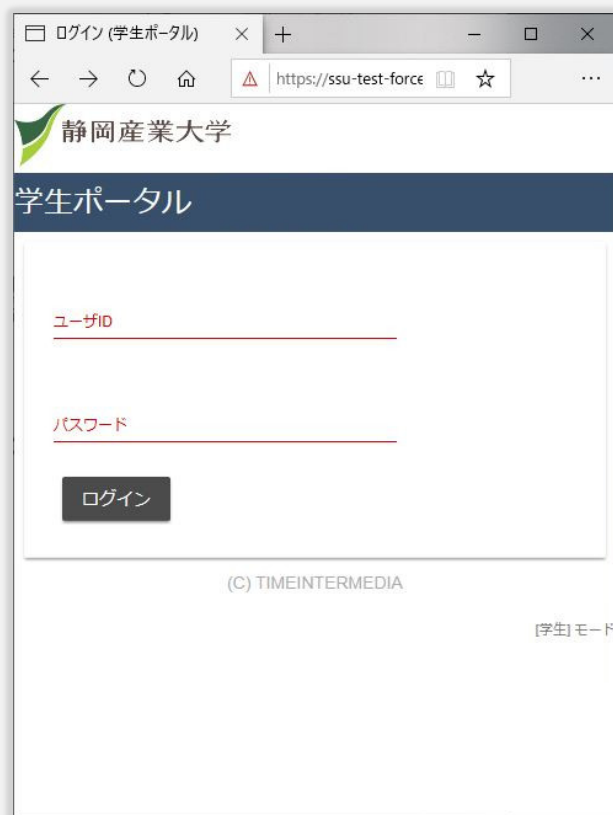 ログイン (学生ポータル)
https://ssu-test-force
静岡産業大学
学生ポータル
ユーザID
パスワード
ログイン
(C) TIMEINTERMEDIA
[学生] モード